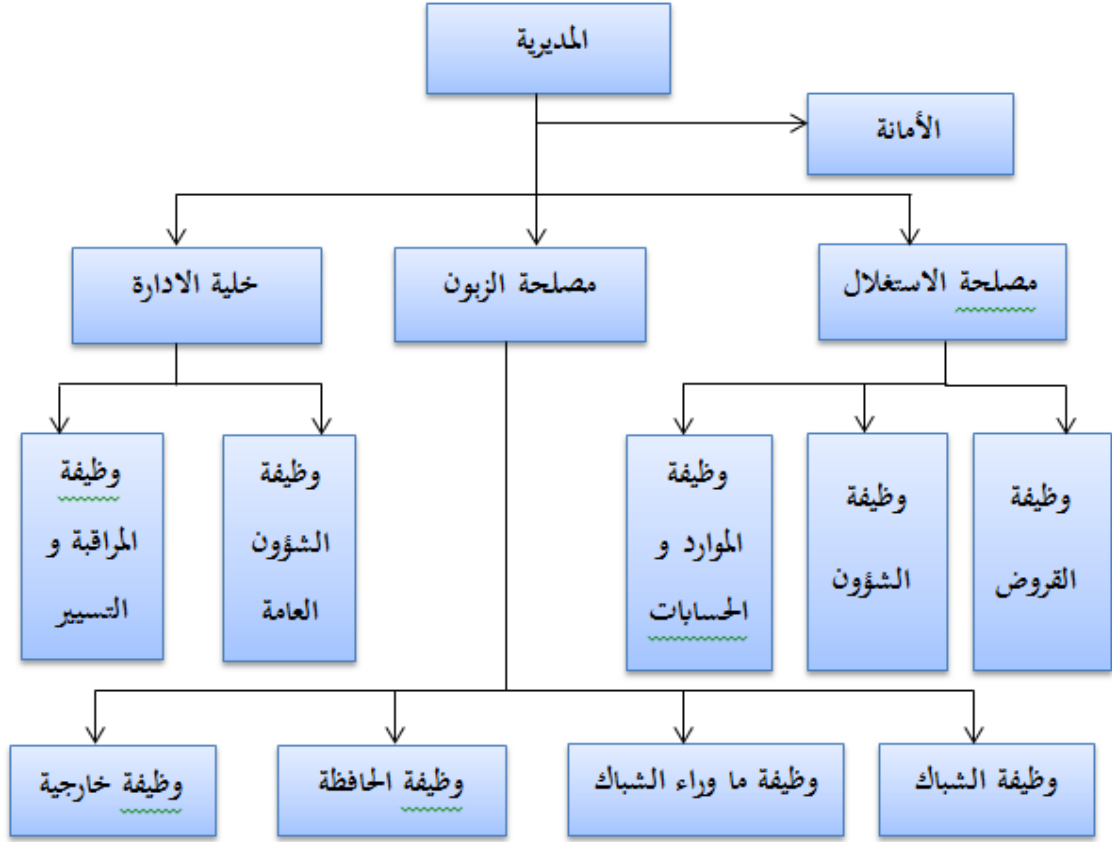 المديرية
الأمانة
مصلحة الاستغلال
مصلحة الزبون
خلية الادارة
وظيفة
القروض
وظيفة
الشؤون
وظيفة
الموارد و
الحسابات
وظيفة
الشؤون
العامة
وظيفة
المراقبة و
التسيير
وظيفة الشباك
وظيفة ما وراء الشباك
وظيفة الحافظة
وظيفة خارجية